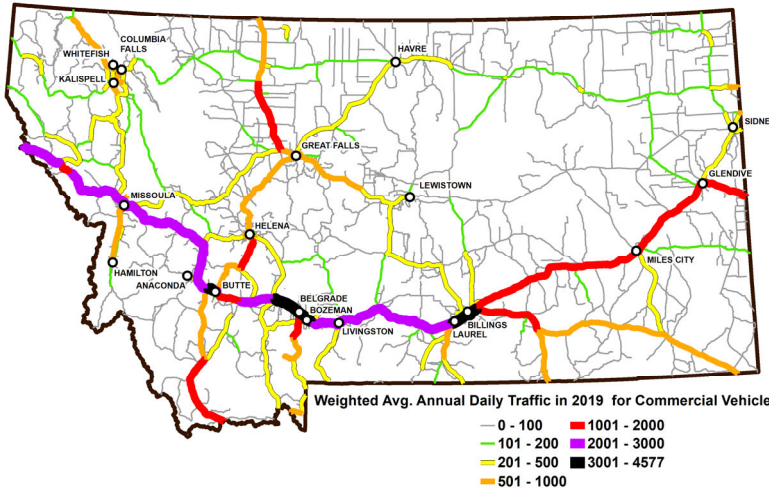 COLUMBIA
FALLS
WHITEFISH
KALISPELL
HAVRE
SIDNE
GREAT FALLS
GLENDIVE
LEWISTOWN
MISSOULA
HELENA
MILES CITY
HAMILTON
ANACONDA
BUTTE
BELGRADE
BOZEMAN
LIVINGSTON
BILLINGS
LAUREL
Weighted Avg. Annual Daily Traffic in 2019 for Commercial Vehicle
0 - 100
101 - 200
201 - 500
501 - 1000
1001 - 2000
2001 - 3000
3001 - 4577